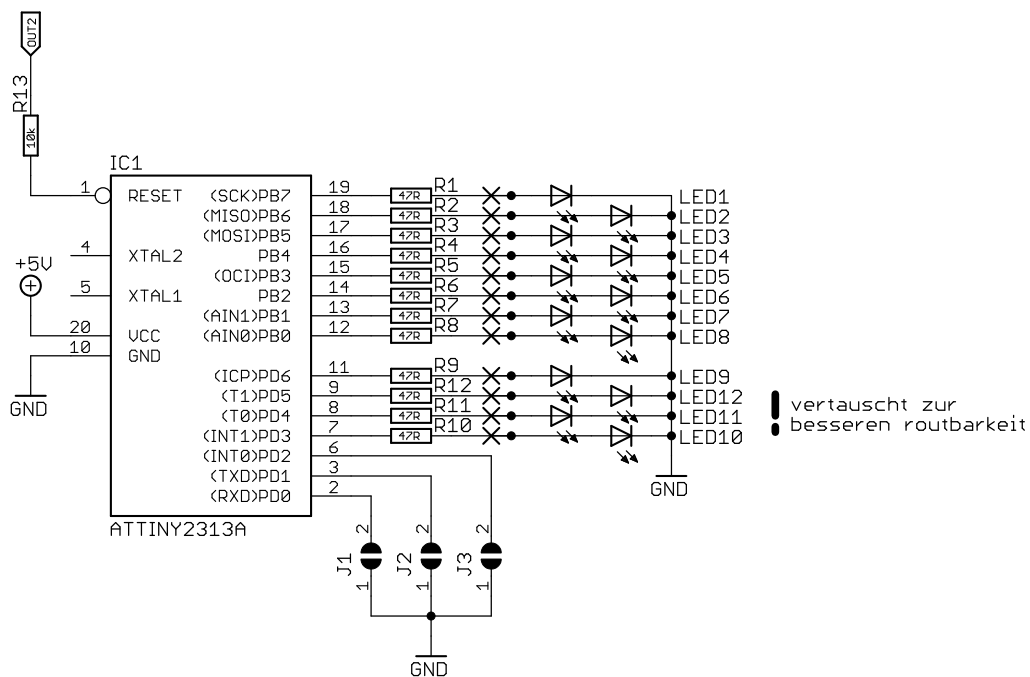 OUT2
R13
10k
IC1
1 RESET (SCK)PB7 19 47R R1 LED1
(MISO)PB6 18 47R R2 LED2
(MOSI)PB5 17 47R R3 LED3
4 XTAL2 PB4 16 47R R4 LED4
+5V (OCI)PB3 15 47R R5 LED5
5 XTAL1 PB2 14 47R R6 LED6
(AIN1)PB1 13 47R R7 LED7
20 VCC (AIN0)PB0 12 47R R8 LED8
10 GND
(ICP)PD6 11 47R R9 LED9
GND (T1)PD5 9 47R R12 LED12
(T0)PD4 8 47R R11 LED11
(INT1)PD3 7 47R R10 LED10
vertauscht zur
besseren routbarkeit
(INT0)PD2 6
(TXD)PD1 3
(RXD)PD0 2
GND
ATTINY2313A
2 2 2
J1 J2 J3
1 1 1
GND